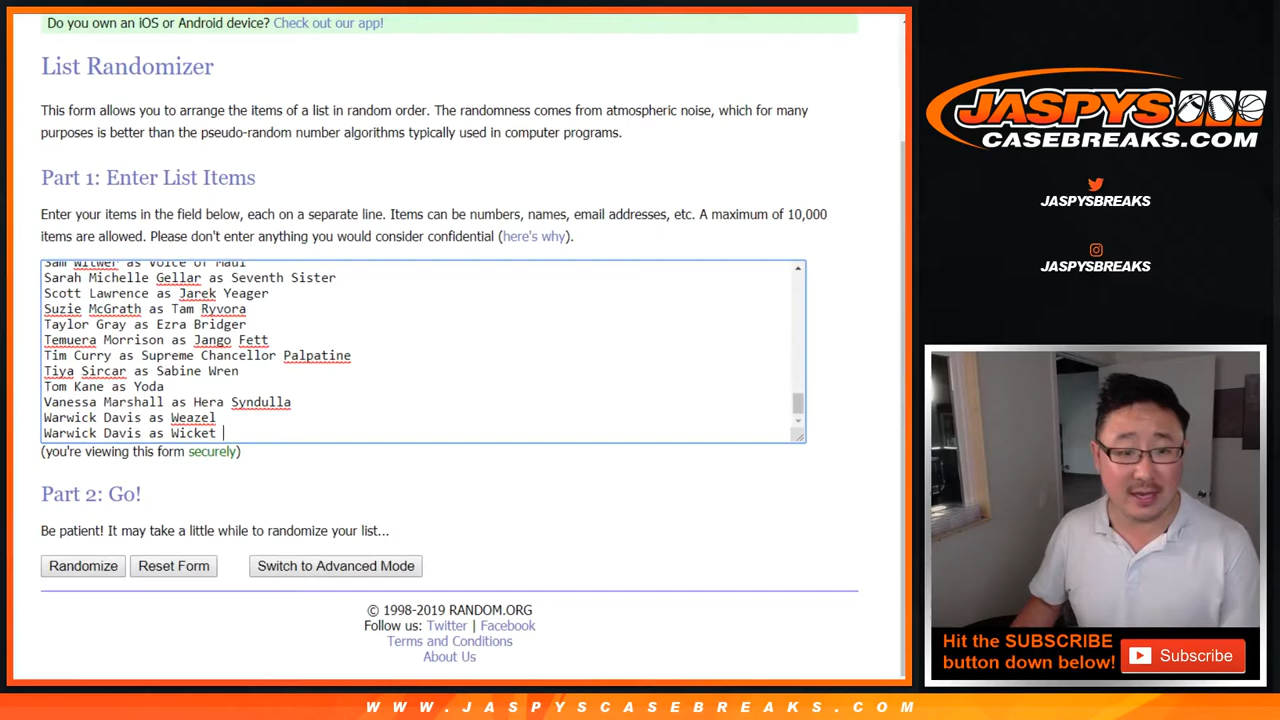 Do you own an iOS or Android device? Check out our app!
List Randomizer
This form allows you to arrange the items of a list in random order. The randomness comes from atmospheric noise, which for many
purposes is better than the pseudo-random number algorithms typically used in computer programs.
Part 1: Enter List Items
Enter your items in the field below, each on a separate line. Items can be numbers, names, email addresses, etc. A maximum of 10,000
items are allowed. Please don't enter anything you would consider confidential (here's why).
Sam Witwer as Voice of Maul
Sarah Michelle Gellar as Seventh Sister
Scott Lawrence as Jarek Yeager
Suzie McGrath as Tam Ryvora
Taylor Gray as Ezra Bridger
Temuera Morrison as Jango Fett
Tim Curry as Supreme Chancellor Palpatine
Tiya Sircar as Sabine Wren
Tom Kane as Yoda
Vanessa Marshall as Hera Syndulla
Warwick Davis as Weazel
Warwick Davis as Wicket
(you're viewing this form securely)
Part 2: Go!
Be patient! It may take a little while to randomize your list...
Randomize Reset Form Switch to Advanced Mode
© 1998-2019 RANDOM.ORG
Follow us: Twitter | Facebook
Terms and Conditions
About Us
JASPYS
CASEBREAKS.COM
JASPYSBREAKS
JASPYSBREAKS
Hit the SUBSCRIBE
button down below!
Subscribe
WWW.JASPYSCASEBREAKS.COM